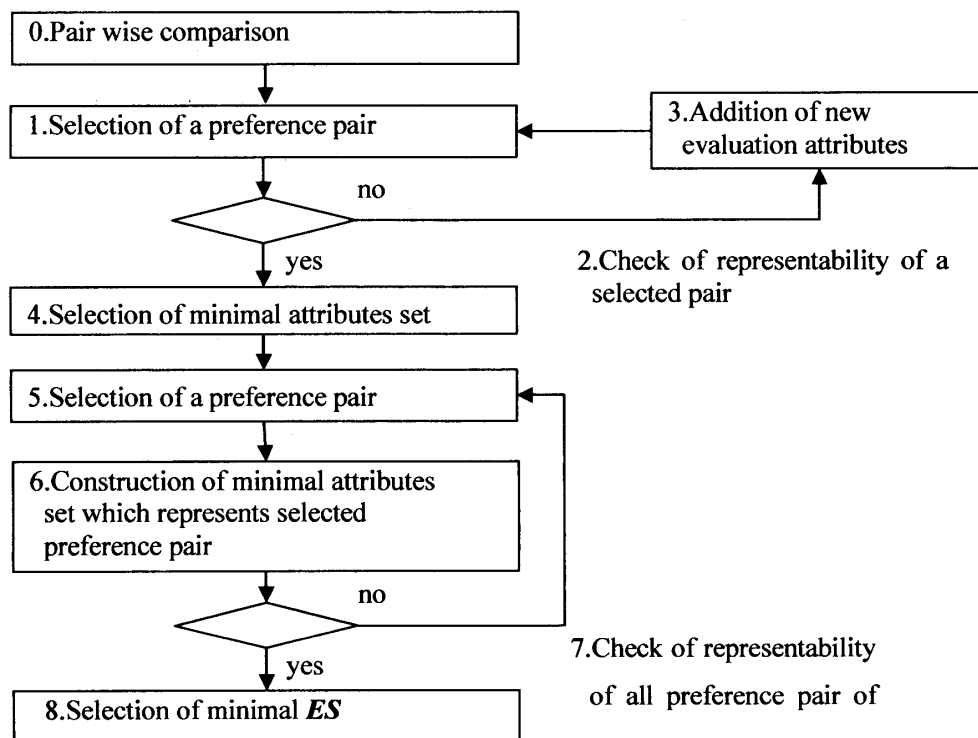 0.Pair wise comparison
1.Selection of a preference pair
3.Addition of new
evaluation attributes
no
yes
2.Check of representability of a
selected pair
4.Selection of minimal attributes set
5.Selection of a preference pair
6.Construction of minimal attributes
set which represents selected
preference pair
no
yes
7.Check of representability
of all preference pair of
8.Selection of minimal ES